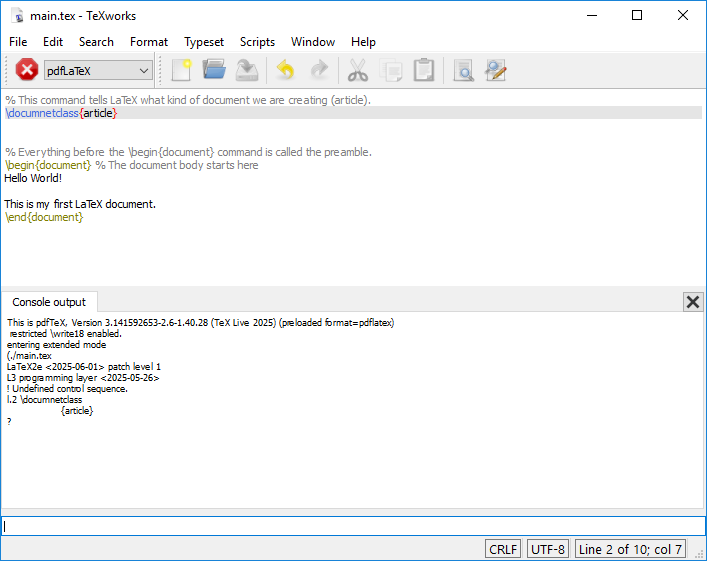 main.tex - TeXworks
File Edit Search Format Typeset Scripts Window Help
pdfLaTeX
% This command tells LaTeX what kind of document we are creating (article).
\documnetclass{article}
% Everything before the \begin{document} command is called the preamble.
\begin{document} % The document body starts here
Hello World!
This is my first LaTeX document.
\end{document}
Console output
This is pdfTeX, Version 3.141592653-2.6-1.40.28 (TeX Live 2025) (preloaded format=pdflatex)
restricted \write18 enabled.
entering extended mode
(./main.tex
LaTeX2e <2025-06-01> patch level 1
L3 programming layer <2025-05-26>
! Undefined control sequence.
l.2 \documnetclass
{article}
?
CRLF UTF-8 Line 2 of 10; col 7